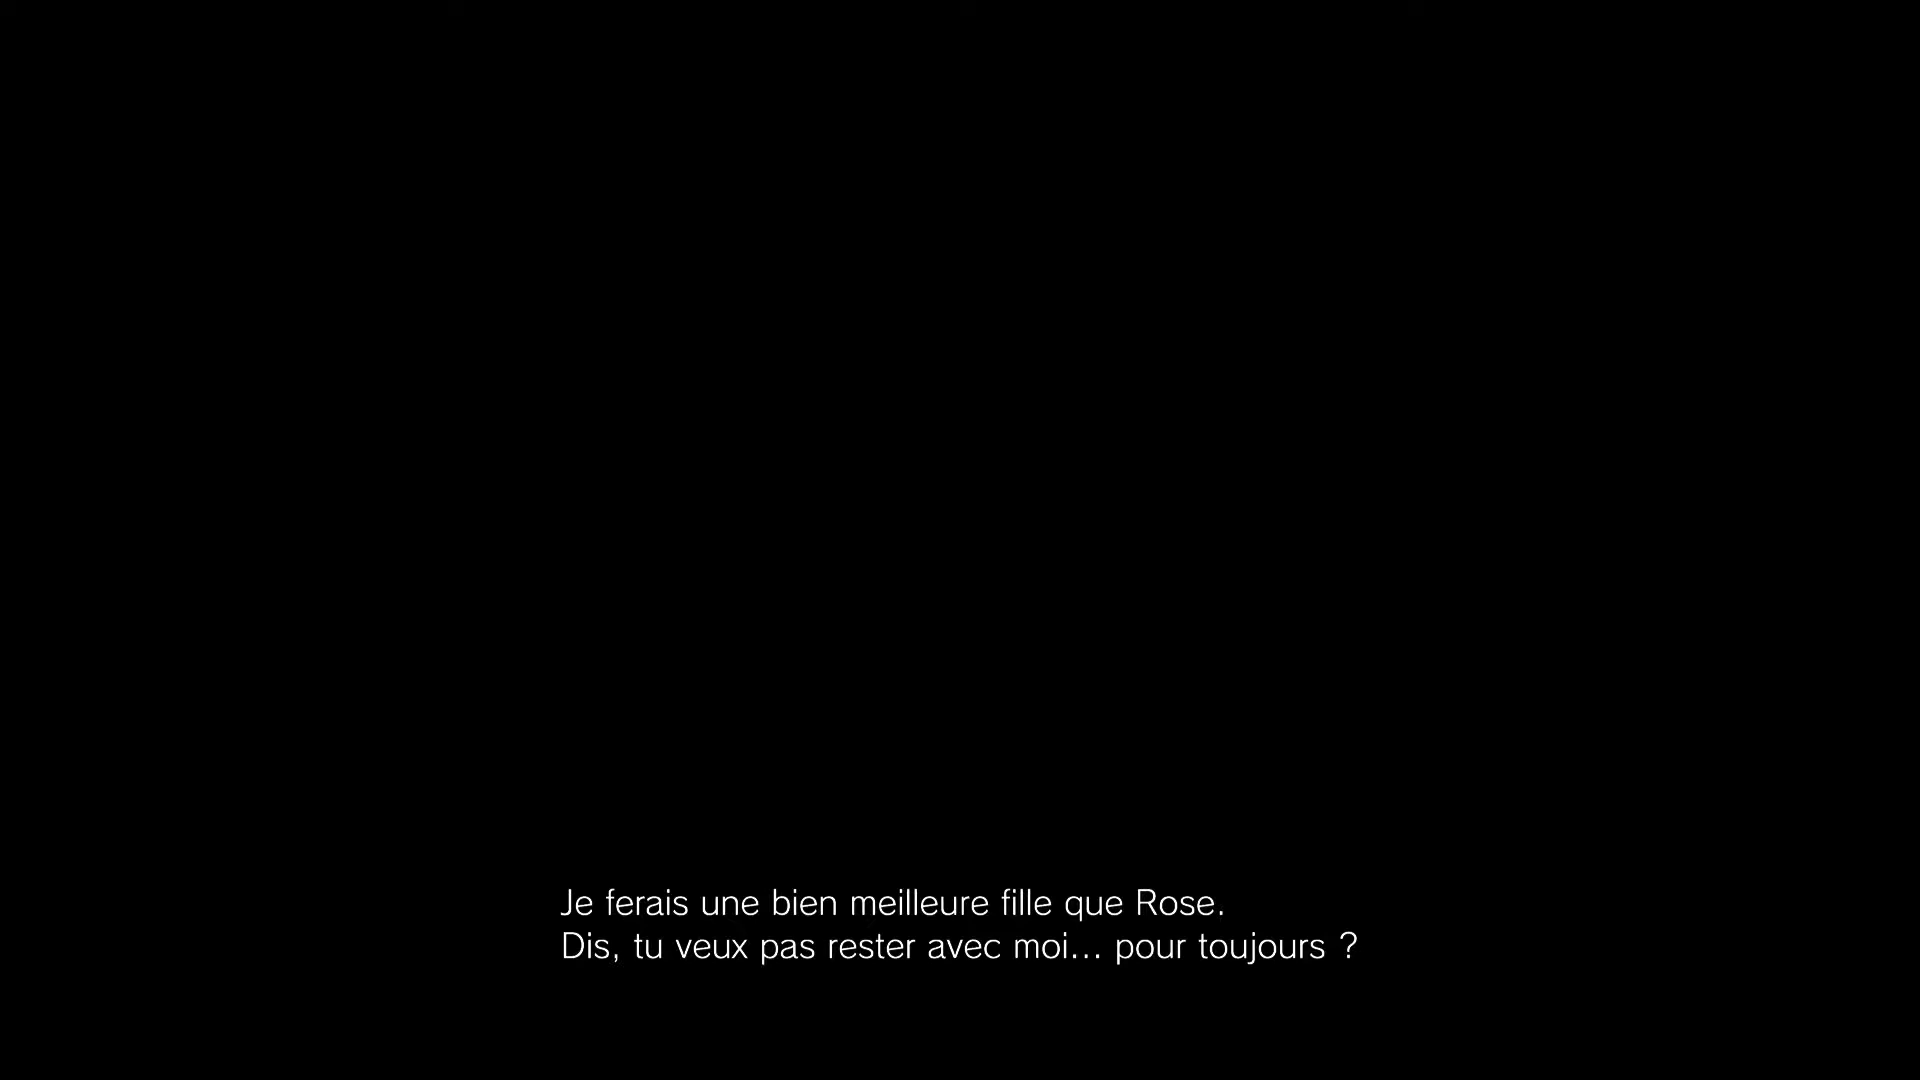 Je ferais une bien meilleure fille que Rose.
Dis, tu veux pas rester avec moi... pour toujours ?